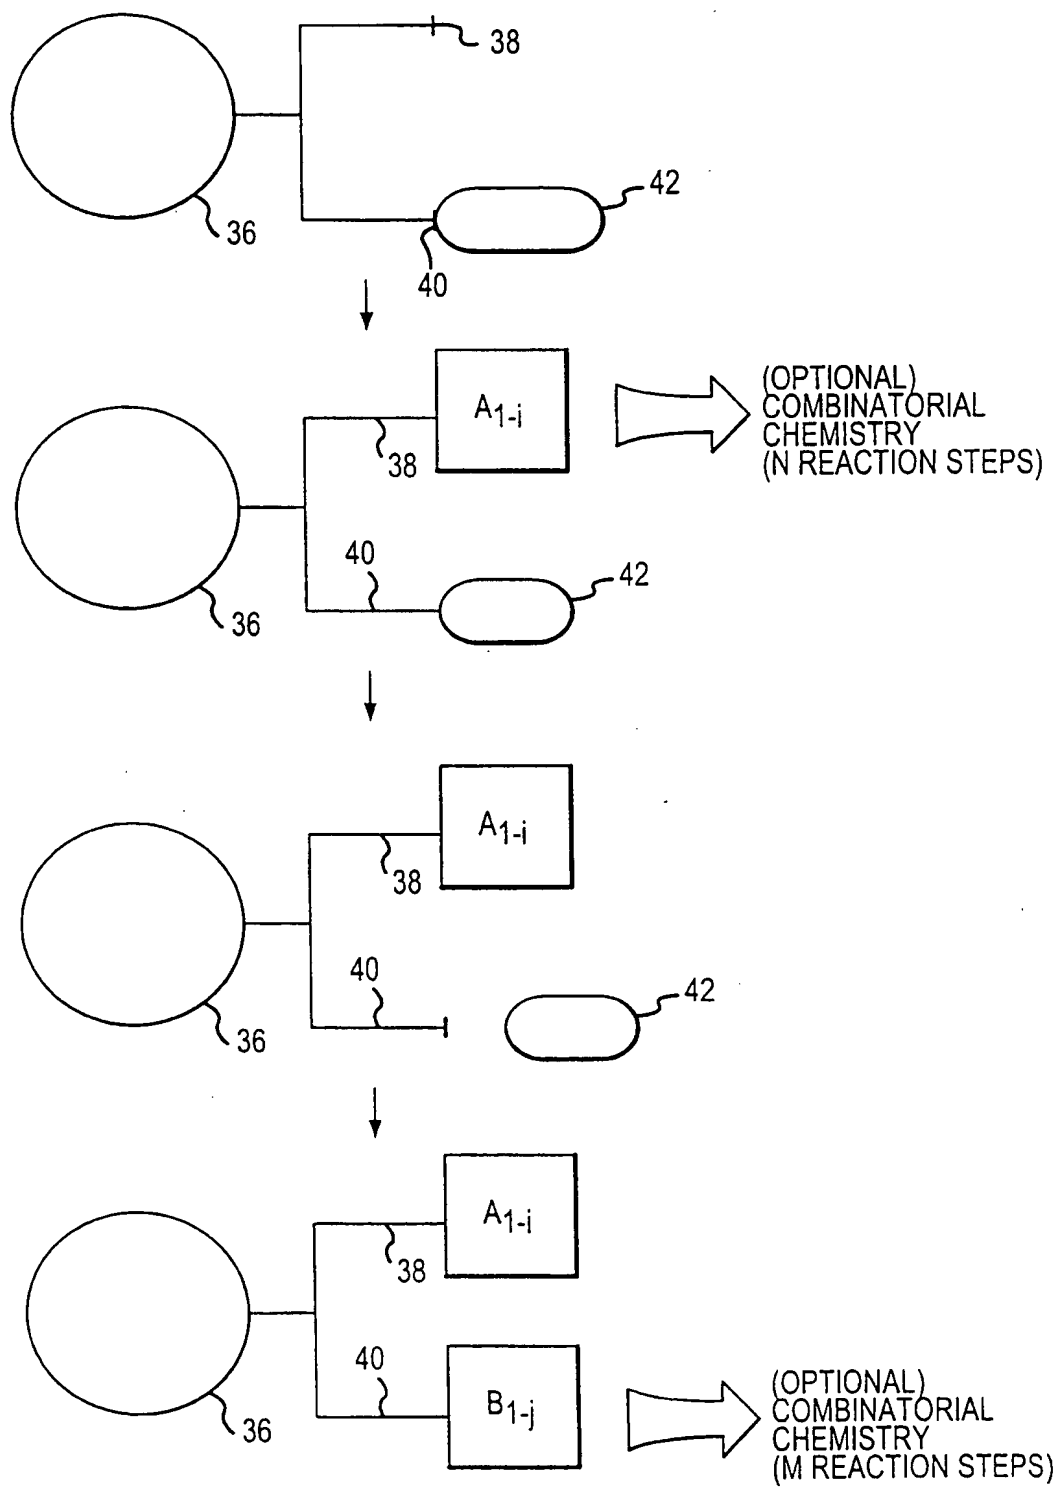 38
42
36
40
A1-i
(OPTIONAL)
COMBINATORIAL
CHEMISTRY
(N REACTION STEPS)
38
40
42
36
A1-i
38
40
42
36
A1-i
38
40
B1-j
(OPTIONAL)
COMBINATORIAL
CHEMISTRY
(M REACTION STEPS)
36